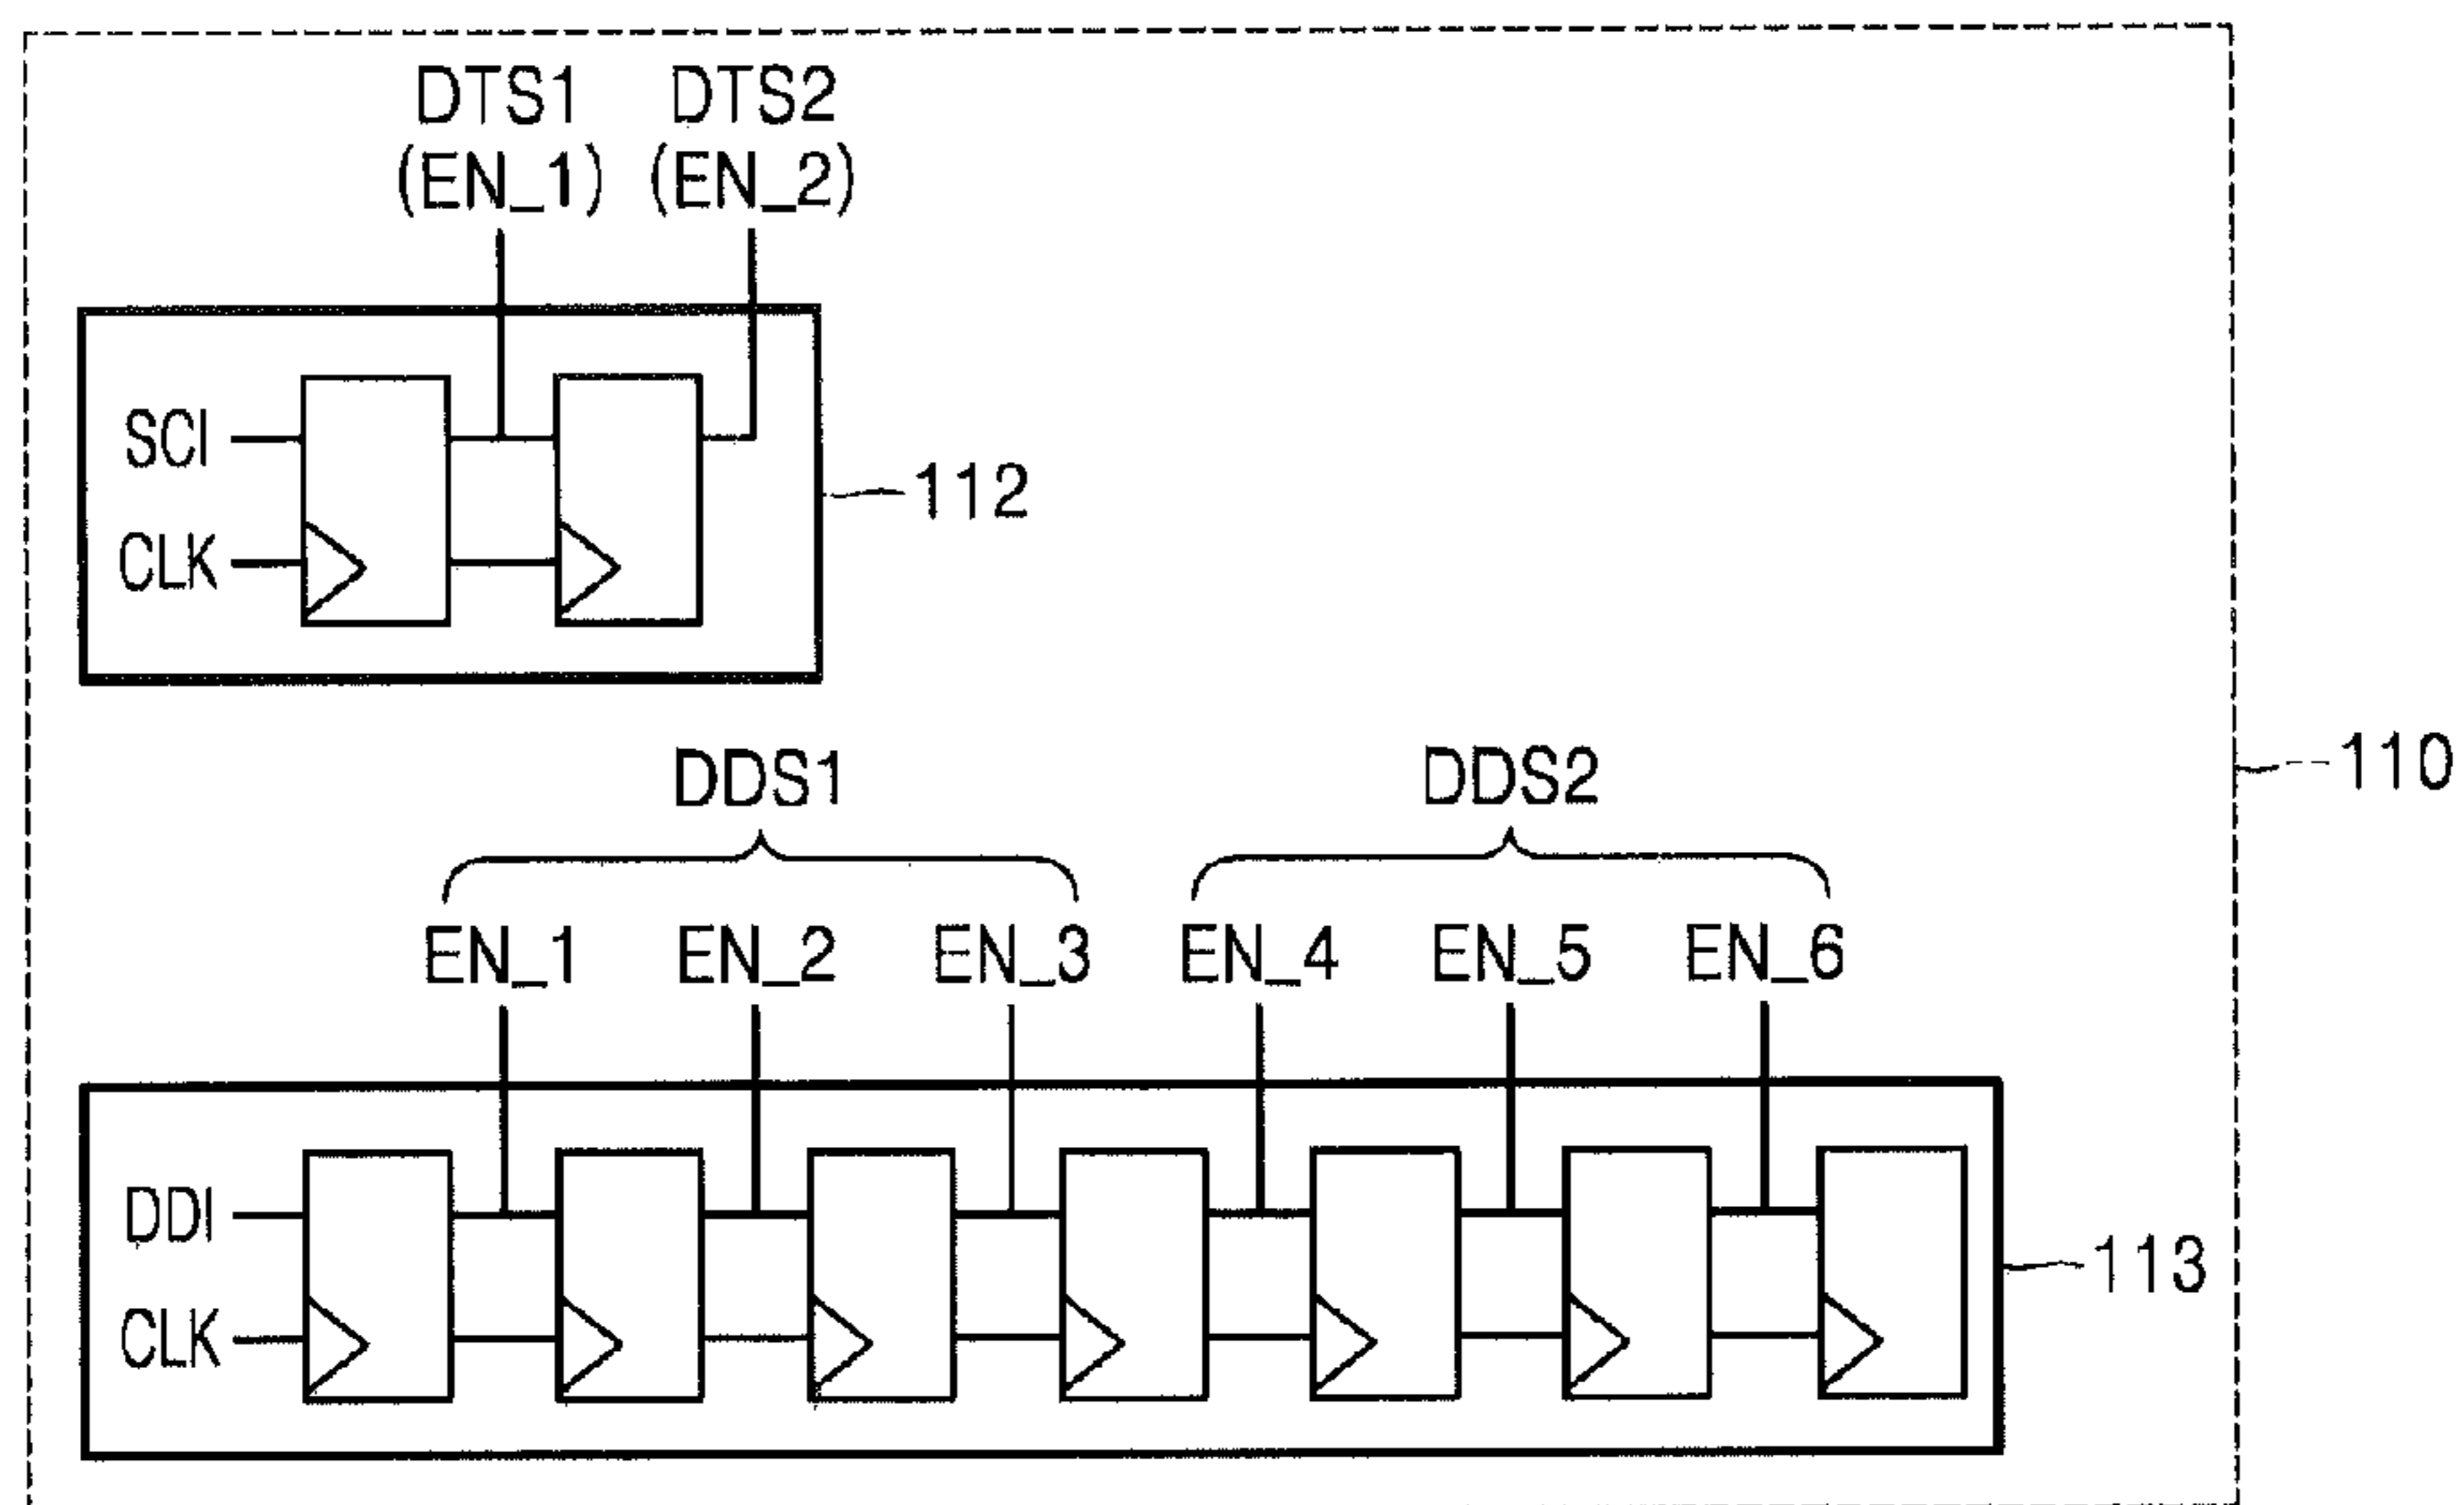 DTS1 DTS2
(EN_1) (EN_2)
SCI
112
CLK
110
DDS1 DDS2
EN_1 EN_2 EN_3 EN_4 EN_5 EN_6
DDI
113
CLK